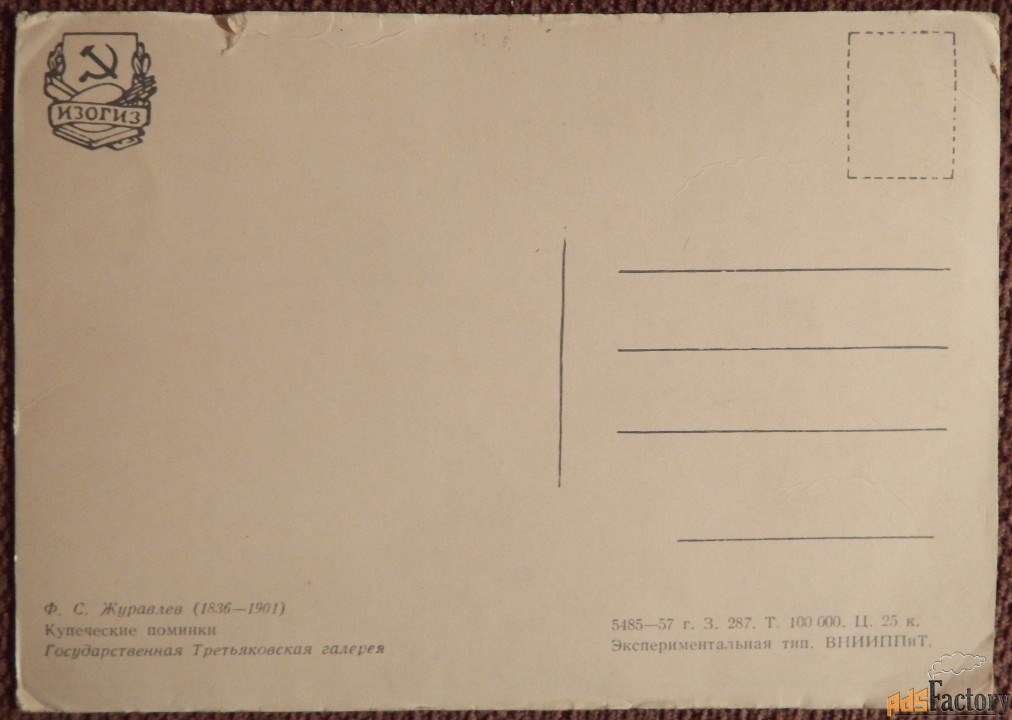 ИЗОГИЗ
Ф. С. Журавлев (1836—1901)
Купеческие поминки
Государственная Третьяковская галерея
5485—57 г. З. 287. Т. 100 000. Ц. 25 к.
Экспериментальная тип. ВНИИППиТ.
AdsFactory